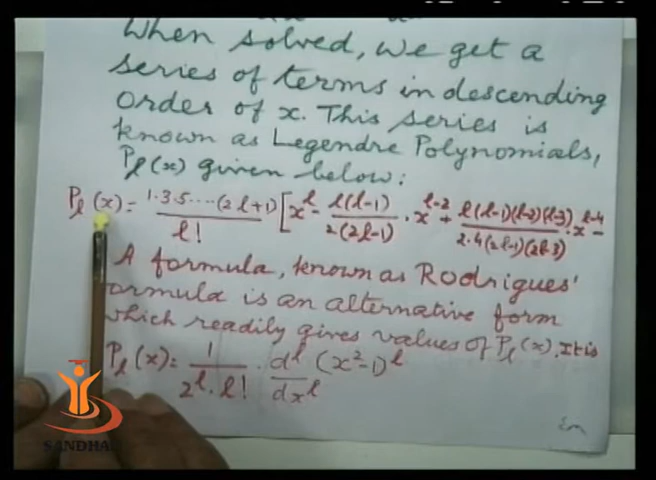 When solved, we get a
series of terms in descending
order of x. This series is
known as Legendre Polynomials,
Pl(x) given below:
Pl(x) = 1·3·5····(2l+1)/l! [x^l - l(l-1)/2(2l-1) · x^l-2 + l(l-1)(l-2)(l-3)/2·4(2l-1)(2l-3) · x^l-4 -
A formula, known as Rodrigues'
ormula is an alternative form
which readily gives values of Pl(x). It is
Pl(x) = 1/2^l·l! · d^l/dx^l (x²-1)^l
SANDHA